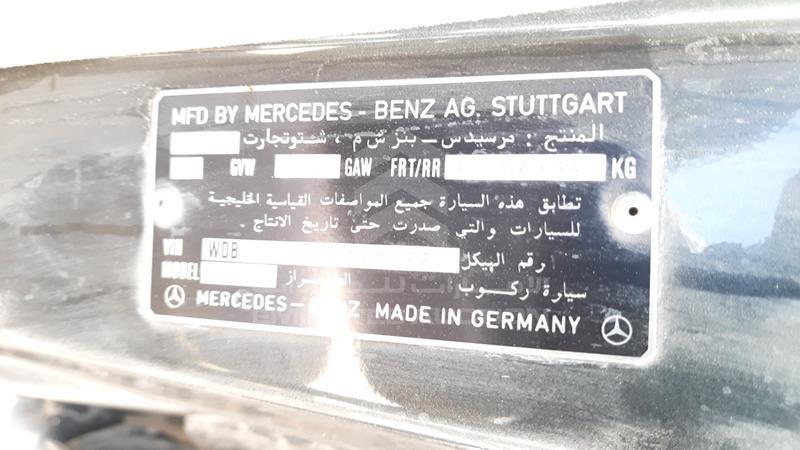 MFD BY MERCEDES - BENZ AG. STUTTGART
المنتج : مرسيدس - بنز ش م ، شتوتجارت
GVW GAW FRT/RR KG
تطابق هذه السيارة جميع المواصفات القياسية الخليجية
للسيارات والتي صدرت حتى تاريخ الانتاج .
VIN WDB رقم الهيكل
MODEL الطراز سيارة ركوب
MERCEDES-BENZ MADE IN GERMANY